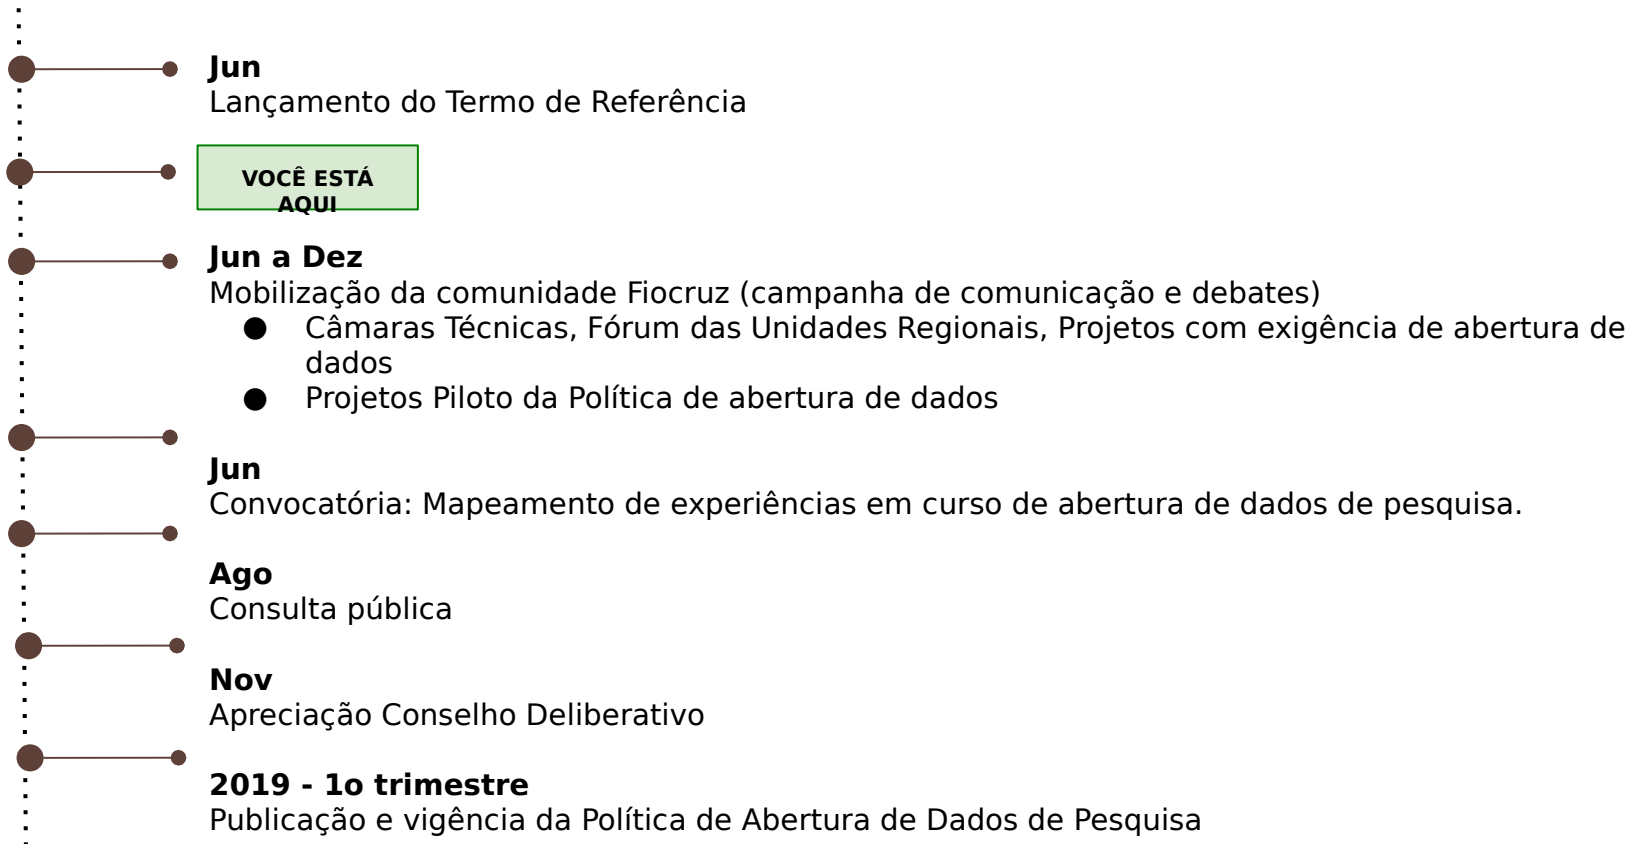 Jun
Lançamento do Termo de Referência
VOCÊ ESTÁ
AQUI
Jun a Dez
Mobilização da comunidade Fiocruz (campanha de comunicação e debates)
● Câmaras Técnicas, Fórum das Unidades Regionais, Projetos com exigência de abertura de
dados
● Projetos Piloto da Política de abertura de dados
Jun
Convocatória: Mapeamento de experiências em curso de abertura de dados de pesquisa.
Ago
Consulta pública
Nov
Apreciação Conselho Deliberativo
2019 - 1o trimestre
Publicação e vigência da Política de Abertura de Dados de Pesquisa